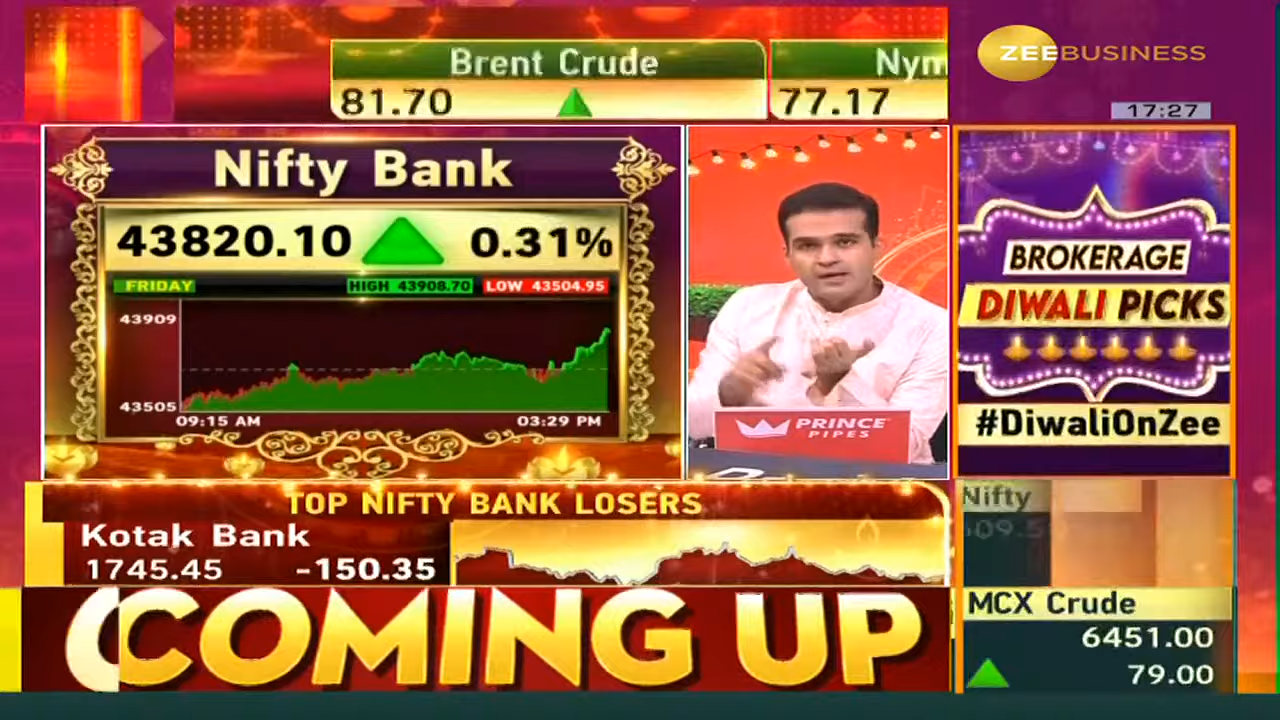 Brent Crude
81.70
Nym
77.17
ZEEBUSINESS
17:27
Nifty Bank
43820.10 0.31%
FRIDAY HIGH 43908.70 LOW 43504.95
43909
43505
09:15 AM 03:29 PM
PRINCE
PIPES
BROKERAGE
DIWALI PICKS
#DiwaliOnZee
TOP NIFTY BANK LOSERS
Kotak Bank
1745.45 -150.35
COMING UP
Nifty
MCX Crude
6451.00
79.00